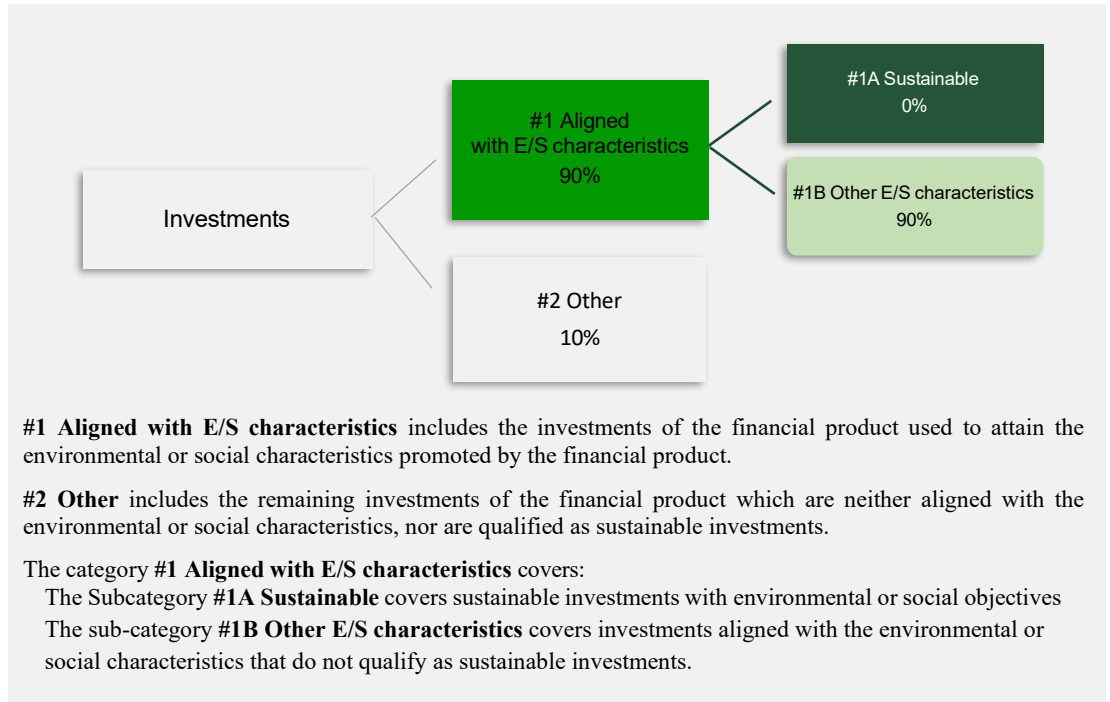 #1A Sustainable
0%
#1 Aligned
with E/S characteristics
90%
#1B Other E/S characteristics
90%
Investments
#2 Other
10%
#1 Aligned with E/S characteristics includes the investments of the financial product used to attain the
environmental or social characteristics promoted by the financial product.
#2 Other includes the remaining investments of the financial product which are neither aligned with the
environmental or social characteristics, nor are qualified as sustainable investments.
The category #1 Aligned with E/S characteristics covers:
The Subcategory #1A Sustainable covers sustainable investments with environmental or social objectives
The sub-category #1B Other E/S characteristics covers investments aligned with the environmental or
social characteristics that do not qualify as sustainable investments.